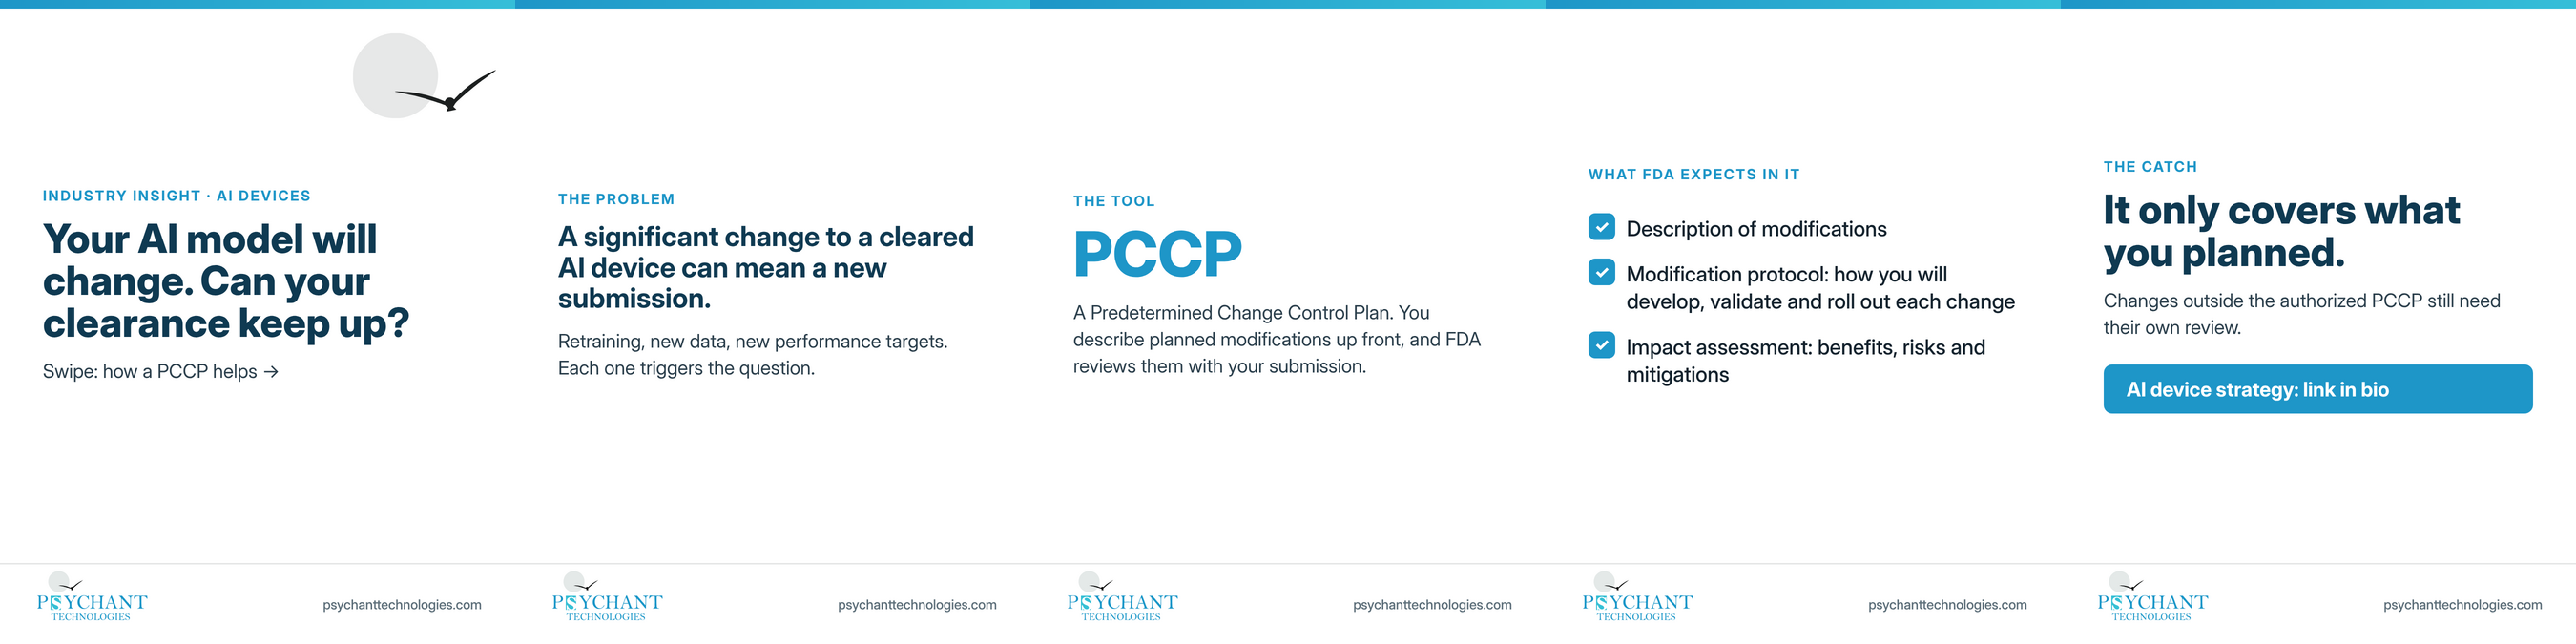 INDUSTRY INSIGHT · AI DEVICES
Your AI model will
change. Can your
clearance keep up?
Swipe: how a PCCP helps →
PSYCHANT
TECHNOLOGIES
psychanttechnologies.com
THE PROBLEM
A significant change to a cleared
AI device can mean a new
submission.
Retraining, new data, new performance targets.
Each one triggers the question.
PSYCHANT
TECHNOLOGIES
psychanttechnologies.com
THE TOOL
PCCP
A Predetermined Change Control Plan. You
describe planned modifications up front, and FDA
reviews them with your submission.
PSYCHANT
TECHNOLOGIES
psychanttechnologies.com
WHAT FDA EXPECTS IN IT
Description of modifications
Modification protocol: how you will
develop, validate and roll out each change
Impact assessment: benefits, risks and
mitigations
PSYCHANT
TECHNOLOGIES
psychanttechnologies.com
THE CATCH
It only covers what
you planned.
Changes outside the authorized PCCP still need
their own review.
AI device strategy: link in bio
PSYCHANT
TECHNOLOGIES
psychanttechnologies.com